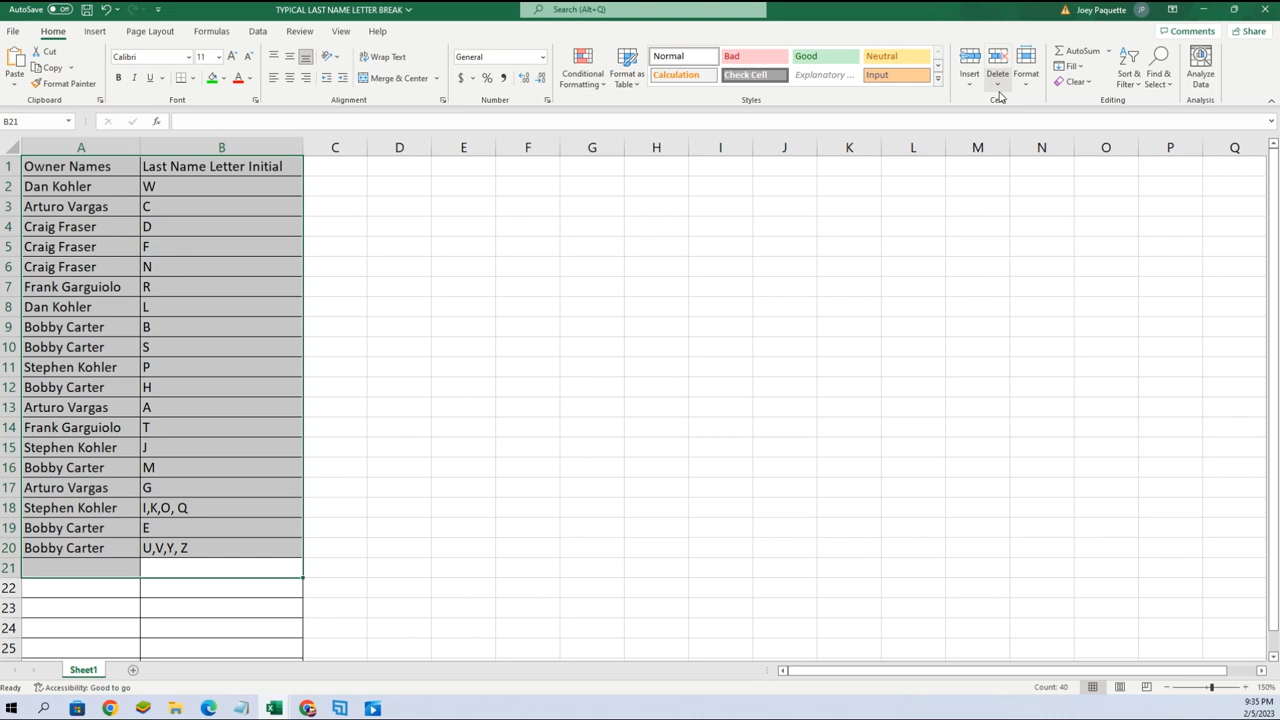 AutoSave Off TYPICAL LAST NAME LETTER BREAK Search (Alt+Q) Joey Paquette JP
File Home Insert Page Layout Formulas Data Review View Help Comments Share
Paste Cut Copy Format Painter Clipboard
Calibri 11 A A B I U A Font
Wrap Text Merge & Center Alignment
General $ % 9 Number
Conditional Formatting Format as Table
Normal Bad Good Neutral
Calculation Check Cell Explanatory ... Input
Styles
Insert Delete Format
AutoSum Fill Clear Sort & Filter Find & Select Editing
Analyze Data Analysis
B21 fx
A B C D E F G H I J K L M N O P Q
1 Owner Names Last Name Letter Initial
2 Dan Kohler W
3 Arturo Vargas C
4 Craig Fraser D
5 Craig Fraser F
6 Craig Fraser N
7 Frank Garguiolo R
8 Dan Kohler L
9 Bobby Carter B
10 Bobby Carter S
11 Stephen Kohler P
12 Bobby Carter H
13 Arturo Vargas A
14 Frank Garguiolo T
15 Stephen Kohler J
16 Bobby Carter M
17 Arturo Vargas G
18 Stephen Kohler I,K,O, Q
19 Bobby Carter E
20 Bobby Carter U,V,Y, Z
21
22
23
24
25
Sheet1
Ready Accessibility: Good to go Count: 40 150%
9:35 PM
2/5/2023